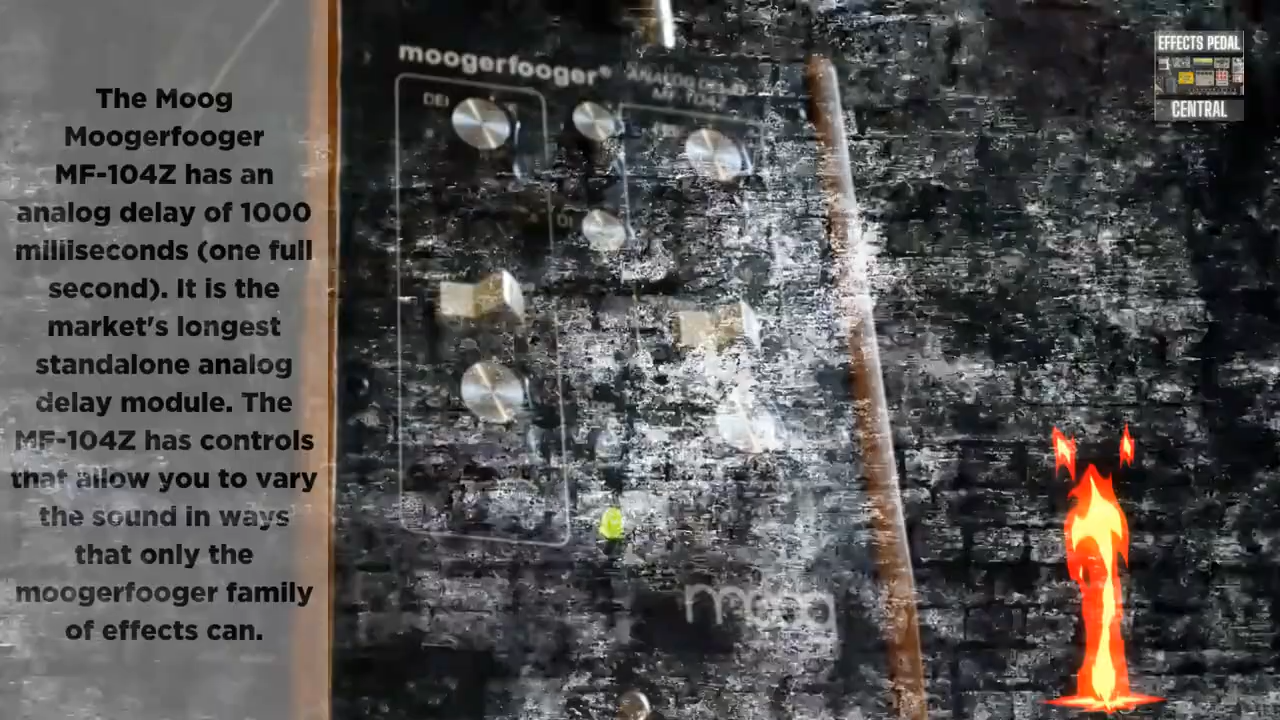 The Moog
Moogerfooger
MF-104Z has an
analog delay of 1000
milliseconds (one full
second). It is the
market's longest
standalone analog
delay module. The
MF-104Z has controls
that allow you to vary
the sound in ways
that only the
moogerfooger family
of effects can.
moogerfooger®
ANALOG DELAY
moog
EFFECTS PEDAL
CENTRAL